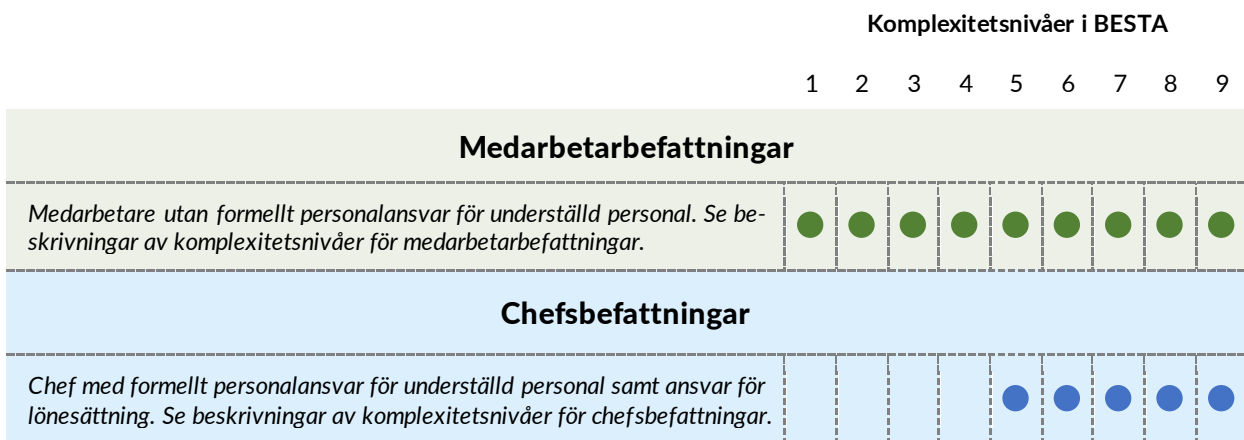 Komplexitetsnivåer i BESTA
1 2 3 4 5 6 7 8 9
Medarbetarbefattningar
Medarbetare utan formellt personalansvar för underställd personal. Se be-
skrivningar av komplexitetsnivåer för medarbetarbefattningar.
Chefsbefattningar
Chef med formellt personalansvar för underställd personal samt ansvar för
lönesättning. Se beskrivningar av komplexitetsnivåer för chefsbefattningar.